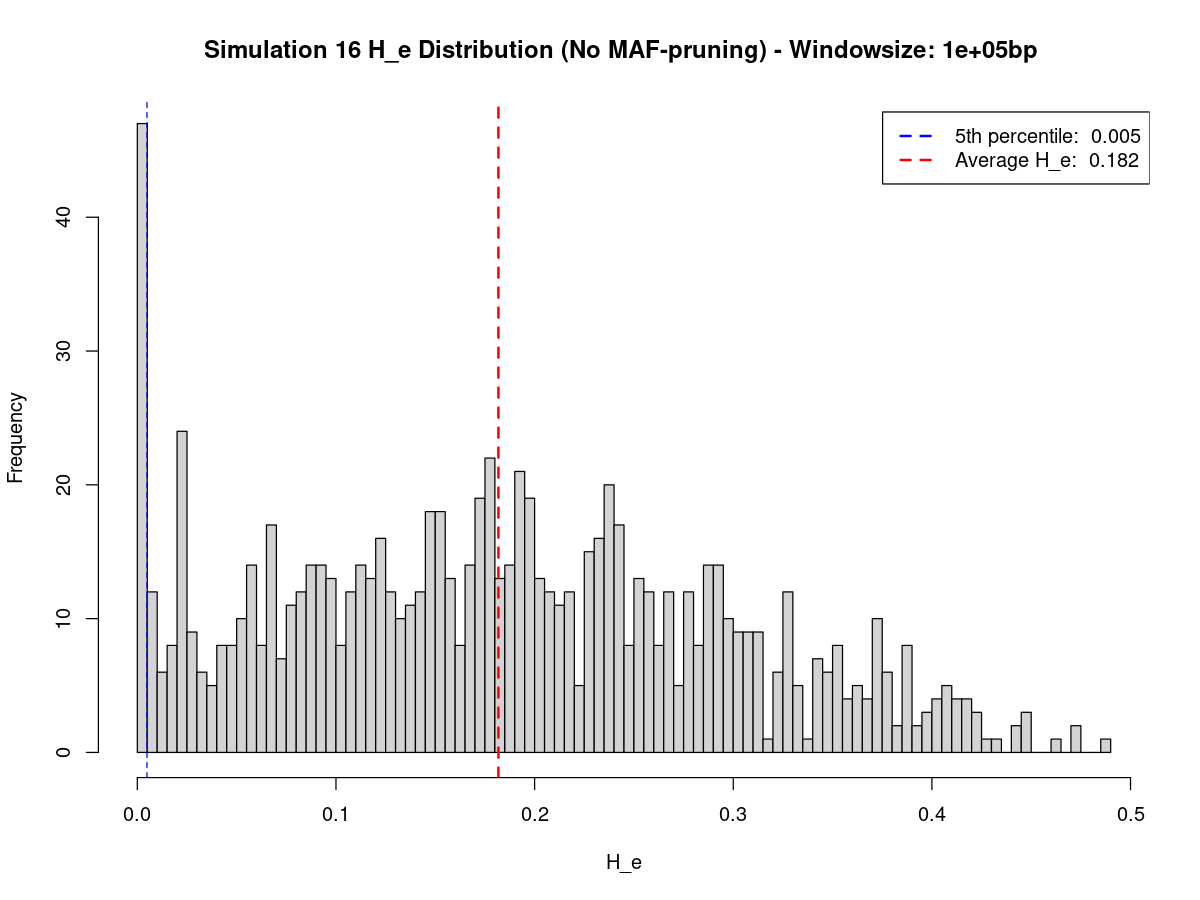 Simulation 16 H_e Distribution (No MAF-pruning) - Windowsize: 1e+05bp
5th percentile:  0.005
Average H_e:  0.182
Frequency
40
30
20
10
0
0.0 0.1 0.2 0.3 0.4 0.5
H_e